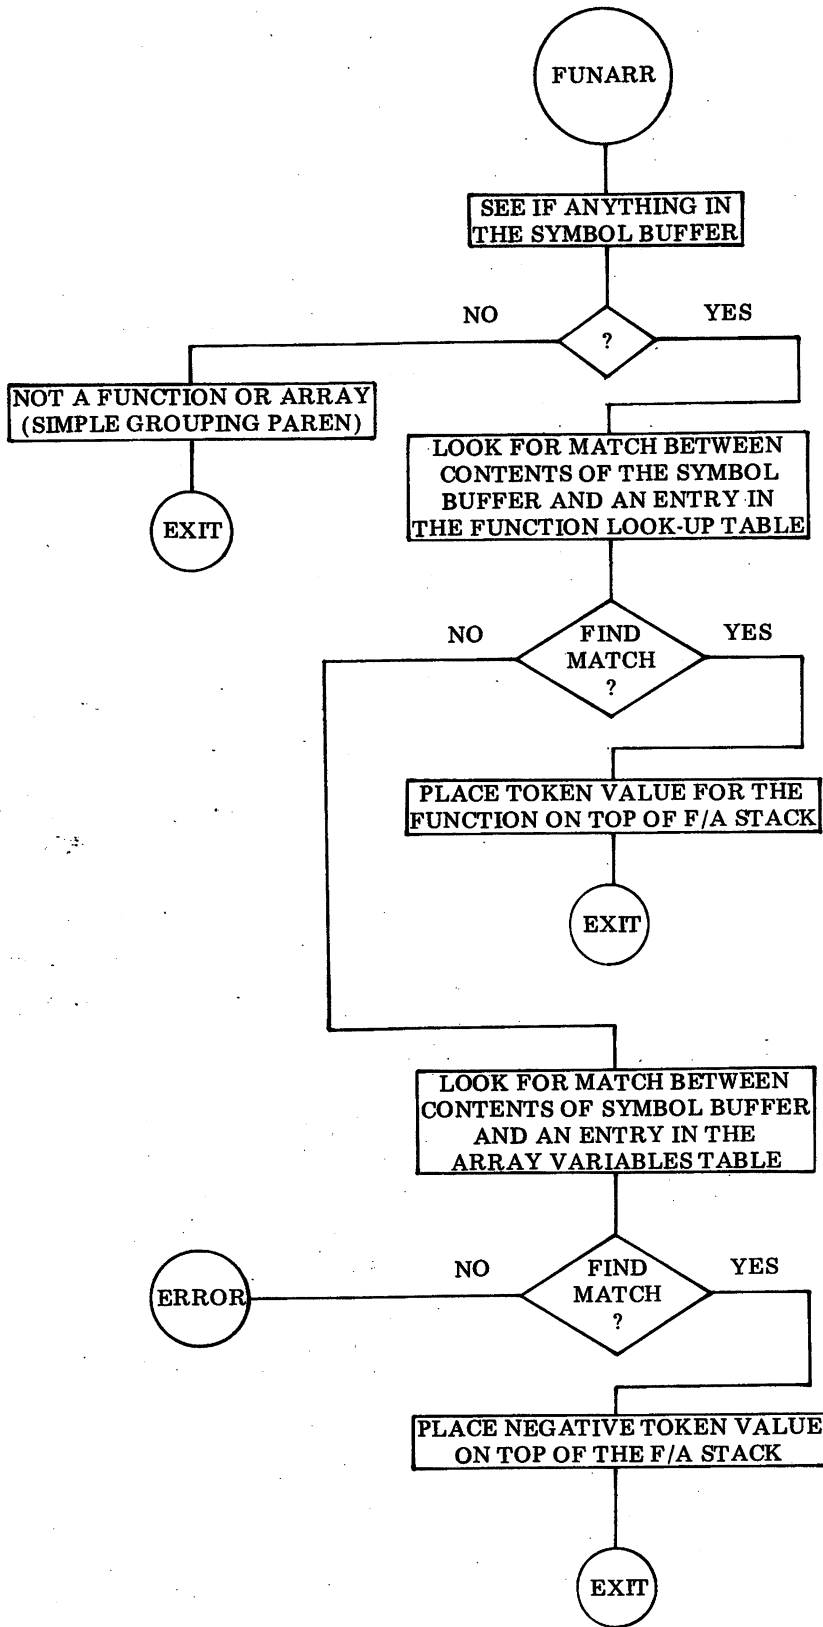 FUNARR
SEE IF ANYTHING IN
THE SYMBOL BUFFER
NO
YES
?
NOT A FUNCTION OR ARRAY
(SIMPLE GROUPING PAREN)
EXIT
LOOK FOR MATCH BETWEEN
CONTENTS OF THE SYMBOL
BUFFER AND AN ENTRY IN
THE FUNCTION LOOK-UP TABLE
NO
YES
FIND
MATCH
?
PLACE TOKEN VALUE FOR THE
FUNCTION ON TOP OF F/A STACK
EXIT
LOOK FOR MATCH BETWEEN
CONTENTS OF SYMBOL BUFFER
AND AN ENTRY IN THE
ARRAY VARIABLES TABLE
NO
YES
FIND
MATCH
?
ERROR
PLACE NEGATIVE TOKEN VALUE
ON TOP OF THE F/A STACK
EXIT